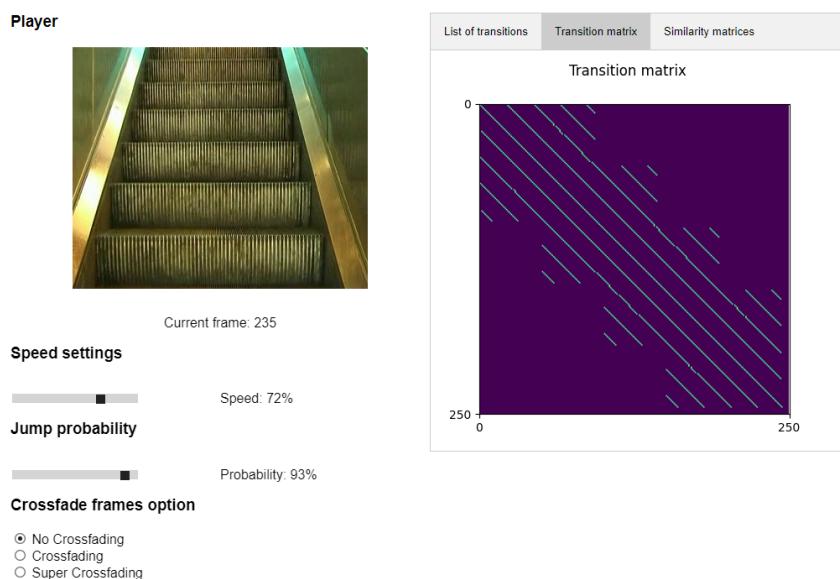 Player
Current frame: 235
Speed settings
Speed: 72%
Jump probability
Probability: 93%
Crossfade frames option
No Crossfading
Crossfading
Super Crossfading
List of transitions Transition matrix Similarity matrices
Transition matrix
0
250
0 250